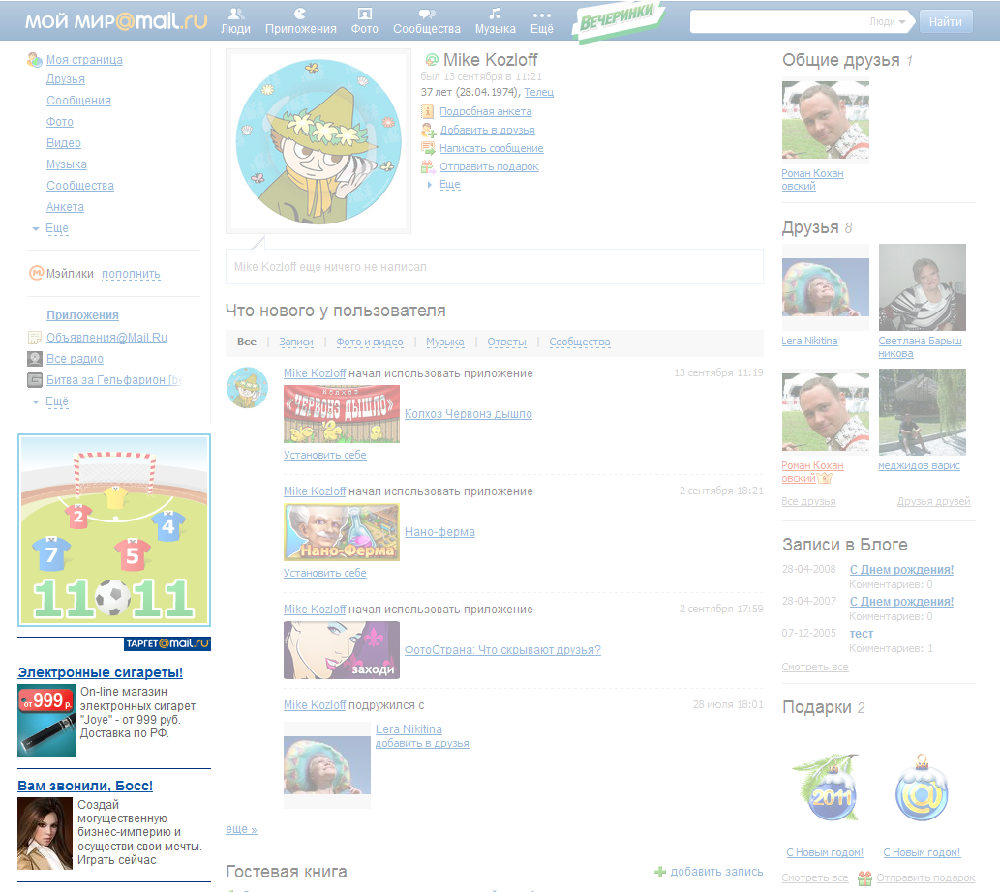 МОЙ МИР@mail.ru
Люди
Приложения
Фото
Сообщества
Музыка
Ещё
Вечеринки
Люди
Найти
Моя страница
Друзья
Сообщения
Фото
Видео
Музыка
Сообщества
Анкета
Еще
Мэйлики пополнить
Приложения
Объявления@Mail.Ru
Все радио
Битва за Гельфарион [be
Ещё
2
4
7
5
11 11
ТАРГЕТ@mail.ru
Электронные сигареты!
от 999 р.
On-line магазин
электронных сигарет
"Joye" - от 999 руб.
Доставка по РФ.
Вам звонили, Босс!
Создай
могущественную
бизнес-империю и
осуществи свои мечты.
Играть сейчас
Mike Kozloff
был 13 сентября в 11:21
37 лет (28.04.1974), Телец
Подробная анкета
Добавить в друзья
Написать сообщение
Отправить подарок
Еще
Mike Kozloff еще ничего не написал
Что нового у пользователя
Все
Записи
Фото и видео
Музыка
Ответы
Сообщества
Mike Kozloff начал использовать приложение 13 сентября 11:19
КОЛХОЗ
«ЧЕРВОНЭ ДЫШЛО»
Колхоз Червонэ дышло
Установить себе
Mike Kozloff начал использовать приложение 2 сентября 18:21
Нано-Ферма
Нано-ферма
Установить себе
Mike Kozloff начал использовать приложение 2 сентября 17:59
заходи
ФотоСтрана: Что скрывают друзья?
Mike Kozloff подружился с 28 июля 18:01
Lera Nikitina
добавить в друзья
еще »
Гостевая книга
добавить запись
Общие друзья 1
Роман Кохан
овский
Друзья 8
Lera Nikitina
Светлана Барыш
никова
Роман Кохан
овский
меджидов варис
Все друзья
Друзья друзей
Записи в Блоге
28-04-2008 С Днем рождения!
Комментариев: 0
28-04-2007 С Днем рождения!
Комментариев: 0
07-12-2005 тест
Комментариев: 1
Смотреть все
Подарки 2
2011
@
С Новым годом!
С Новым годом!
Смотреть все
Отправить подарок